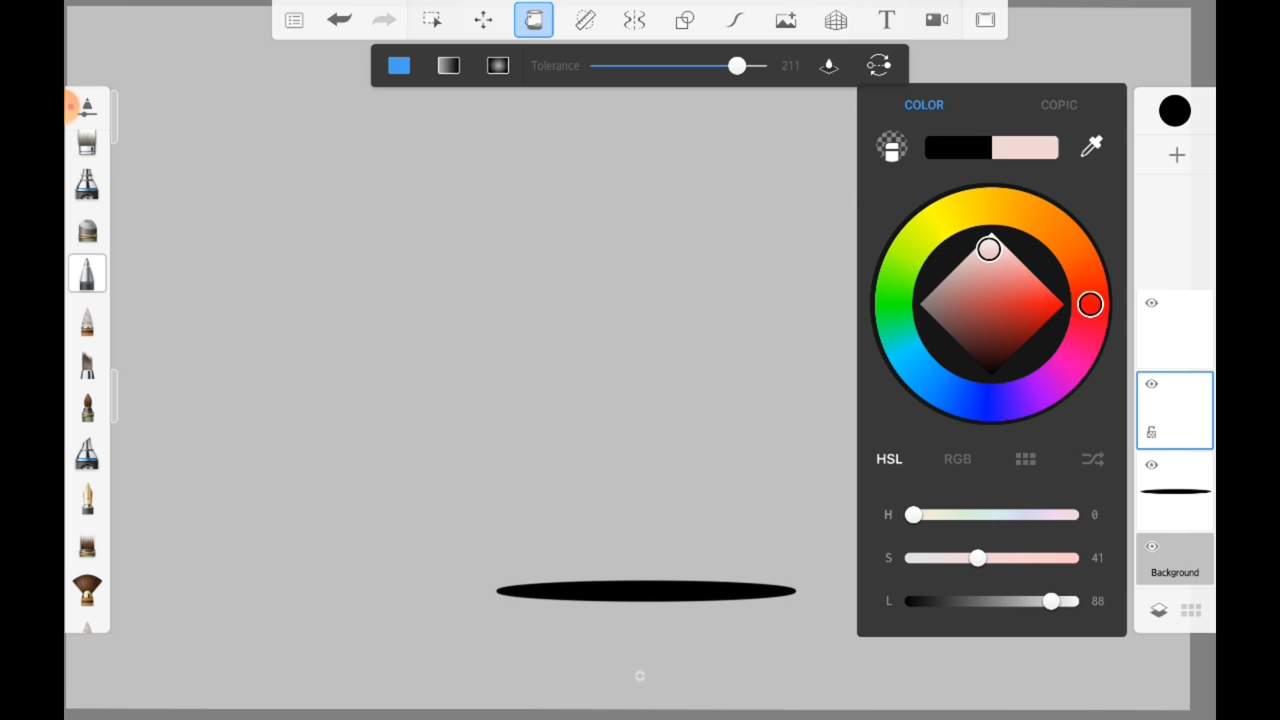 T
Tolerance 211
COLOR COPIC
HSL RGB
H 0
S 41
L 88
Background